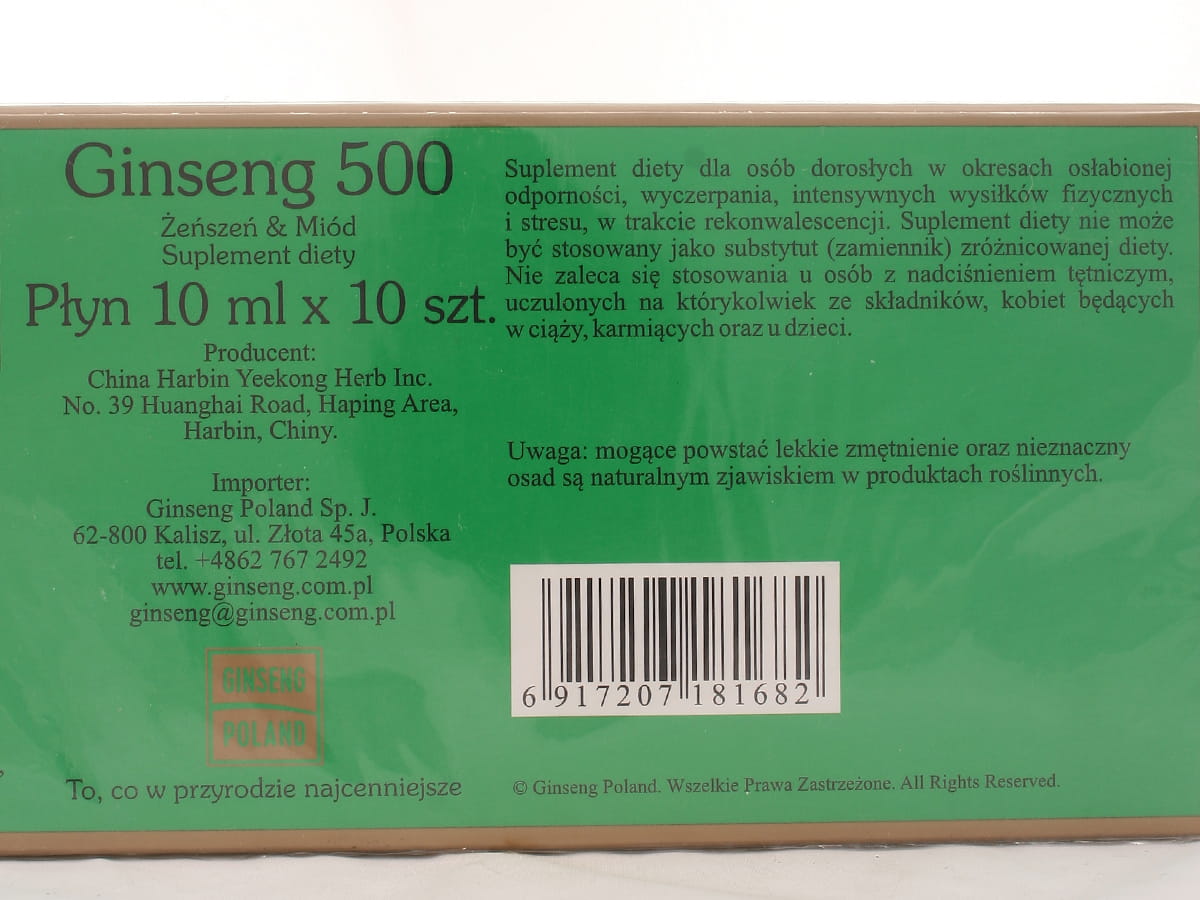 Ginseng 500
Żeńszeń & Miód
Suplement diety
Płyn 10 ml x 10 szt.
Producent:
China Harbin Yeekong Herb Inc.
No. 39 Huanghai Road, Haping Area,
Harbin, Chiny.
Importer:
Ginseng Poland Sp. J.
62-800 Kalisz, ul. Złota 45a, Polska
tel. +4862 767 2492
www.ginseng.com.pl
ginseng@ginseng.com.pl
GINSENG
POLAND
To, co w przyrodzie najcenniejsze
Suplement diety dla osób dorosłych w okresach osłabionej
odporności, wyczerpania, intensywnych wysiłków fizycznych
i stresu, w trakcie rekonwalescencji. Suplement diety nie może
być stosowany jako substytut (zamiennik) zróżnicowanej diety.
Nie zaleca się stosowania u osób z nadciśnieniem tętniczym,
uczulonych na którykolwiek ze składników, kobiet będących
w ciąży, karmiących oraz u dzieci.
Uwaga: mogące powstać lekkie zmętnienie oraz nieznaczny
osad są naturalnym zjawiskiem w produktach roślinnych.
6 917207 181682
© Ginseng Poland. Wszelkie Prawa Zastrzeżone. All Rights Reserved.